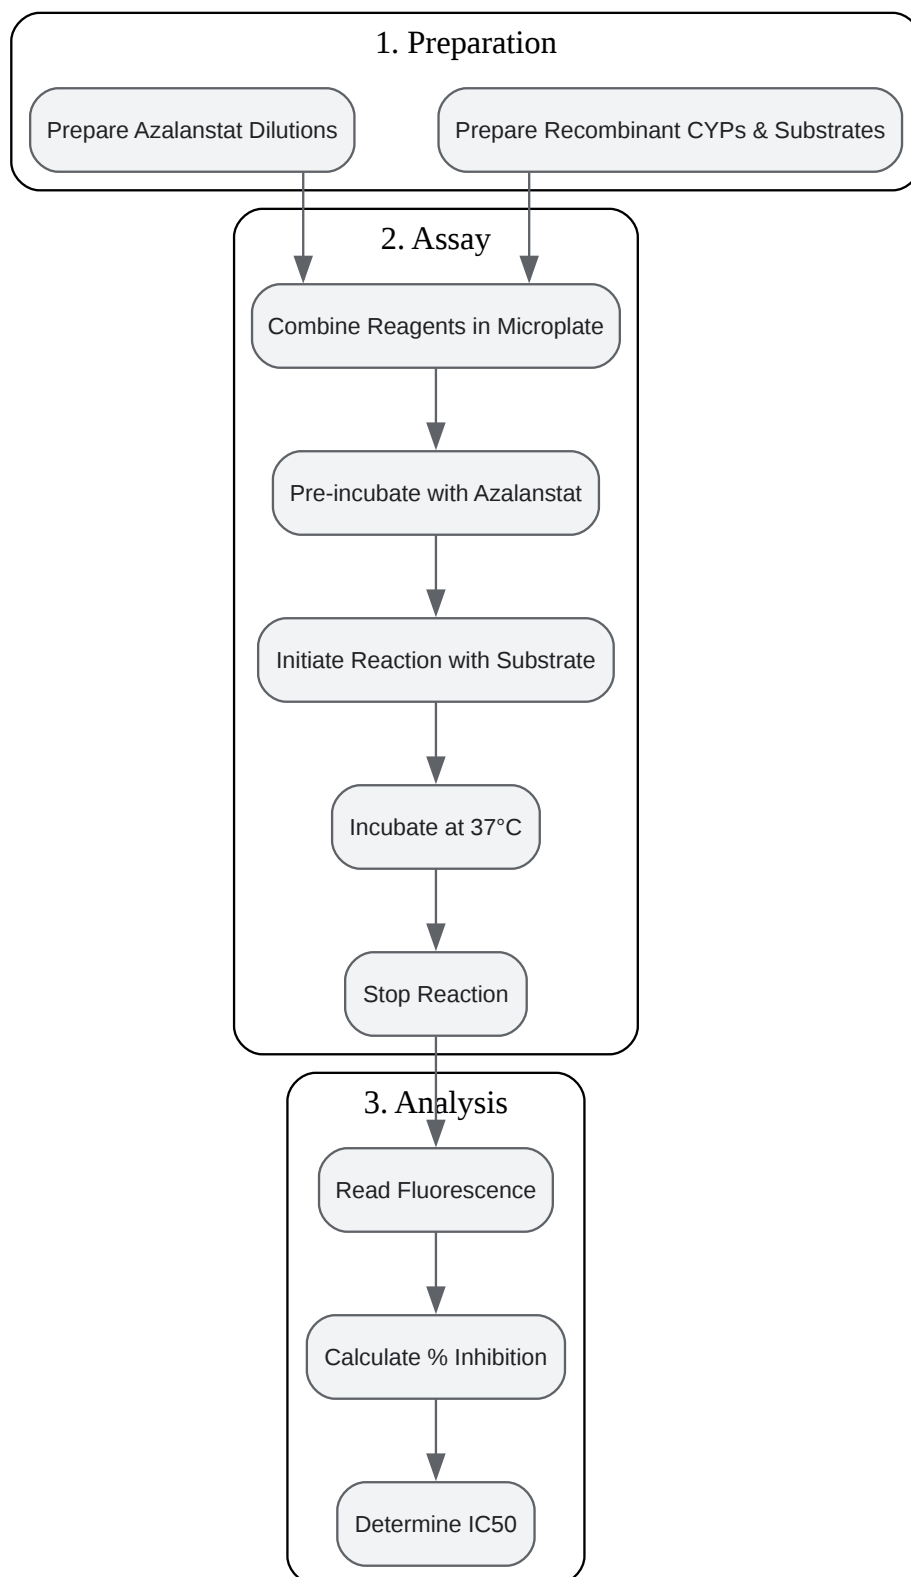 1. Preparation
Prepare Azalanstat Dilutions
Prepare Recombinant CYPs & Substrates
2. Assay
Combine Reagents in Microplate
Pre-incubate with Azalanstat
Initiate Reaction with Substrate
Incubate at 37°C
Stop Reaction
3. Analysis
Read Fluorescence
Calculate % Inhibition
Determine IC50